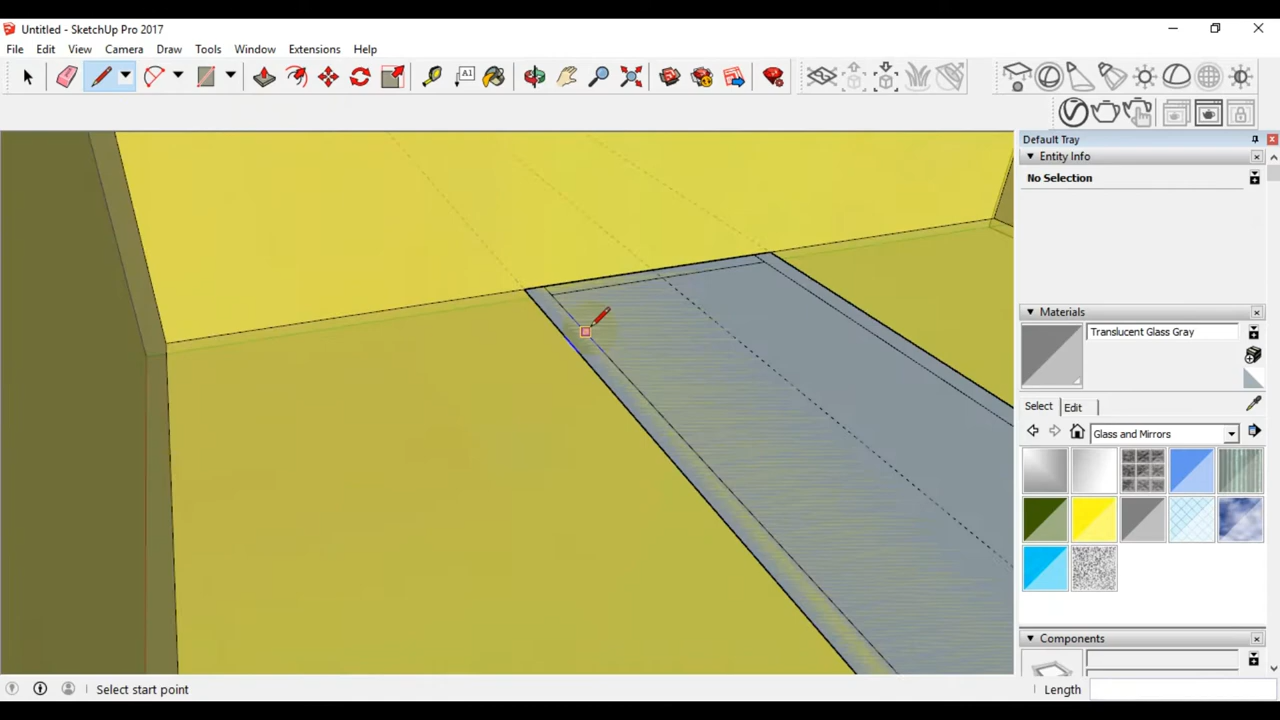 Untitled - SketchUp Pro 2017
File Edit View Camera Draw Tools Window Extensions Help
A1
Default Tray
Entity Info
No Selection
Materials
Translucent Glass Gray
Select Edit
Glass and Mirrors
Components
Select start point
Length